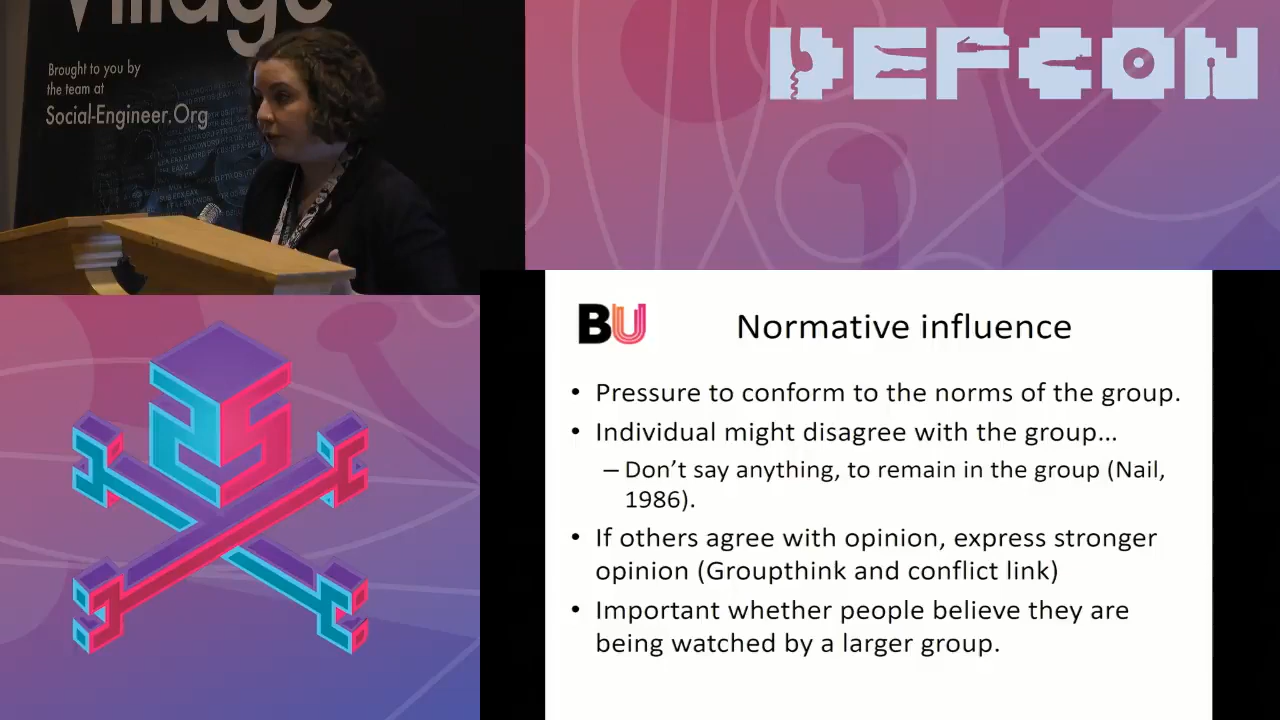 Village
Brought to you by
the team at
Social-Engineer.Org
DEFCON
BU
Normative influence
• Pressure to conform to the norms of the group.
• Individual might disagree with the group…
– Don’t say anything, to remain in the group (Nail,
1986).
• If others agree with opinion, express stronger
opinion (Groupthink and conflict link)
• Important whether people believe they are
being watched by a larger group.